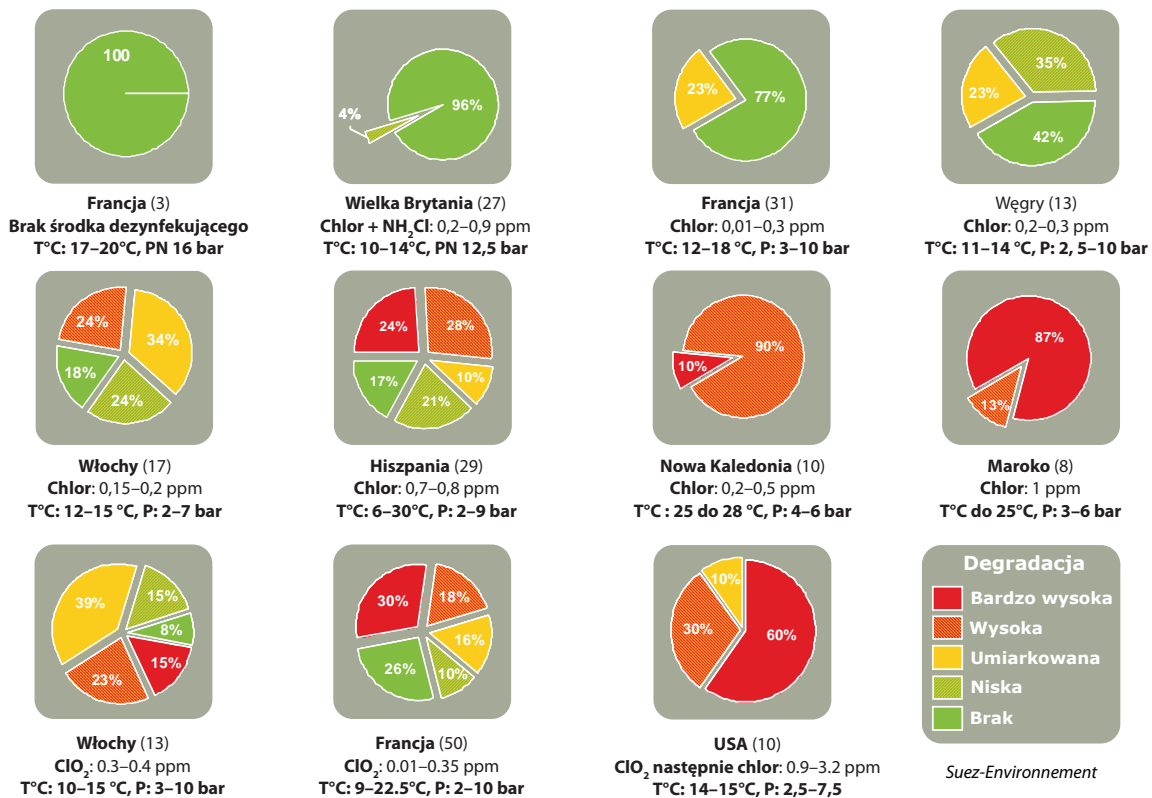 100
96%
4%
23%
77%
35%
23%
42%
Francja (3)
Brak środka dezynfekującego
T°C: 17–20°C, PN 16 bar
Wielka Brytania (27)
Chlor + NH₂Cl: 0,2–0,9 ppm
T°C: 10–14°C, PN 12,5 bar
Francja (31)
Chlor: 0,01–0,3 ppm
T°C: 12–18 °C, P: 3–10 bar
Węgry (13)
Chlor: 0,2–0,3 ppm
T°C: 11–14 °C, P: 2, 5–10 bar
24%
34%
18%
24%
24%
28%
17%
10%
21%
90%
10%
87%
13%
Włochy (17)
Chlor: 0,15–0,2 ppm
T°C: 12–15 °C, P: 2–7 bar
Hiszpania (29)
Chlor: 0,7–0,8 ppm
T°C: 6–30°C, P: 2–9 bar
Nowa Kaledonia (10)
Chlor: 0,2–0,5 ppm
T°C : 25 do 28 °C, P: 4–6 bar
Maroko (8)
Chlor: 1 ppm
T°C do 25°C, P: 3–6 bar
39%
15%
8%
15%
23%
30%
18%
16%
10%
26%
10%
30%
60%
Degradacja
Bardzo wysoka
Wysoka
Umiarkowana
Niska
Brak
Włochy (13)
ClO₂: 0.3–0.4 ppm
T°C: 10–15 °C, P: 3–10 bar
Francja (50)
ClO₂: 0.01–0.35 ppm
T°C: 9–22.5°C, P: 2–10 bar
USA (10)
ClO₂ następnie chlor: 0.9–3.2 ppm
T°C: 14–15°C, P: 2,5–7,5
Suez-Environnement